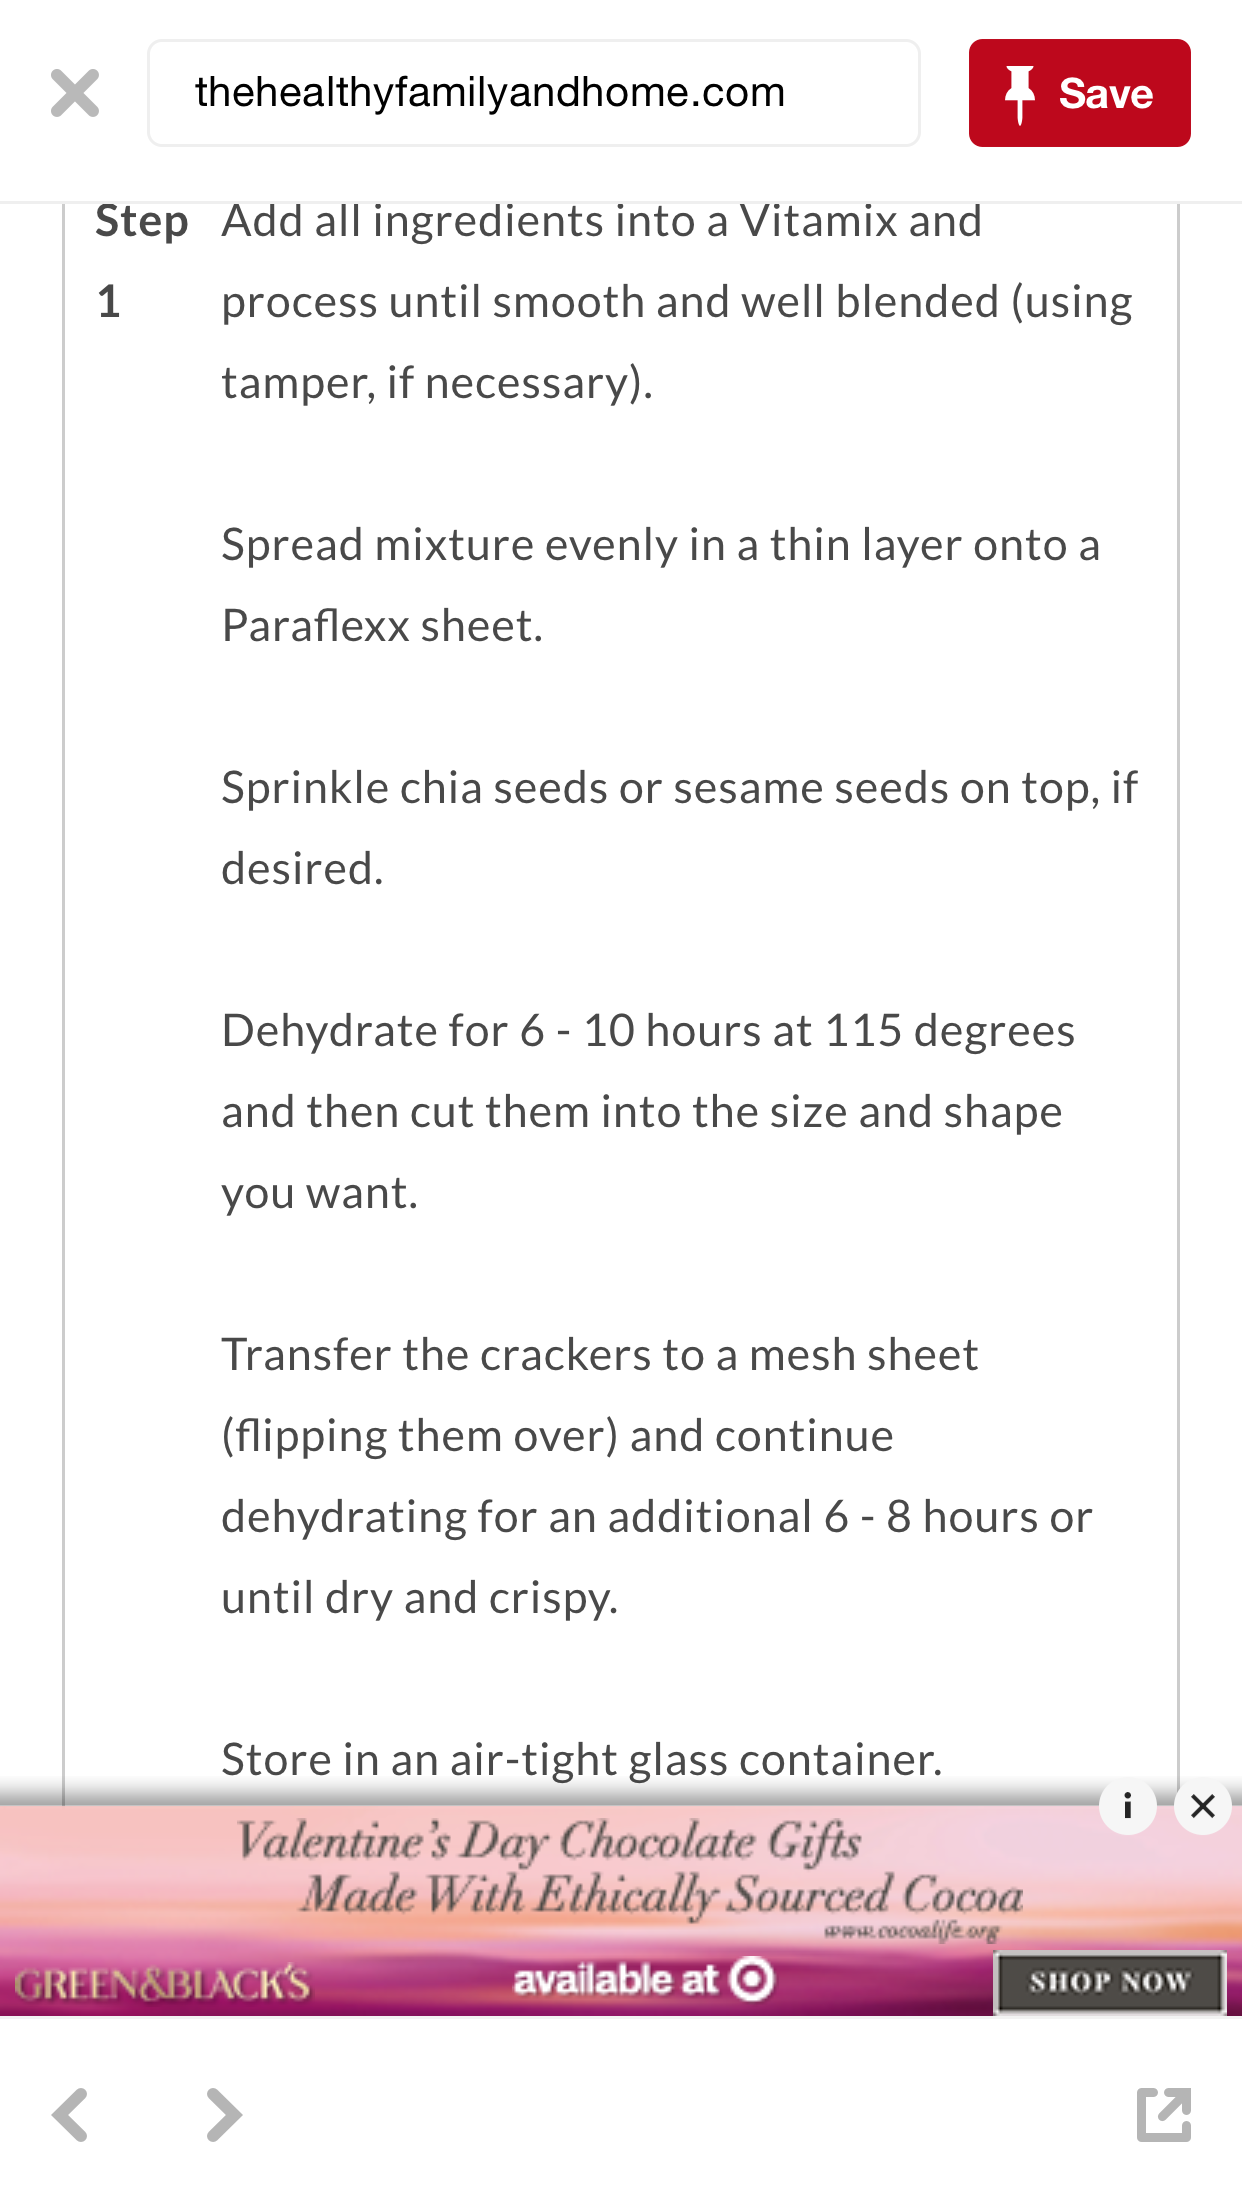 thehealthyfamilyandhome.com
Save
Step Add all ingredients into a Vitamix and
1 process until smooth and well blended (using
tamper, if necessary).
Spread mixture evenly in a thin layer onto a
Paraflexx sheet.
Sprinkle chia seeds or sesame seeds on top, if
desired.
Dehydrate for 6 - 10 hours at 115 degrees
and then cut them into the size and shape
you want.
Transfer the crackers to a mesh sheet
(flipping them over) and continue
dehydrating for an additional 6 - 8 hours or
until dry and crispy.
Store in an air-tight glass container.
Valentine’s Day Chocolate Gifts
Made With Ethically Sourced Cocoa
www.cocoalife.org
GREEN&BLACK'S
available at
SHOP NOW